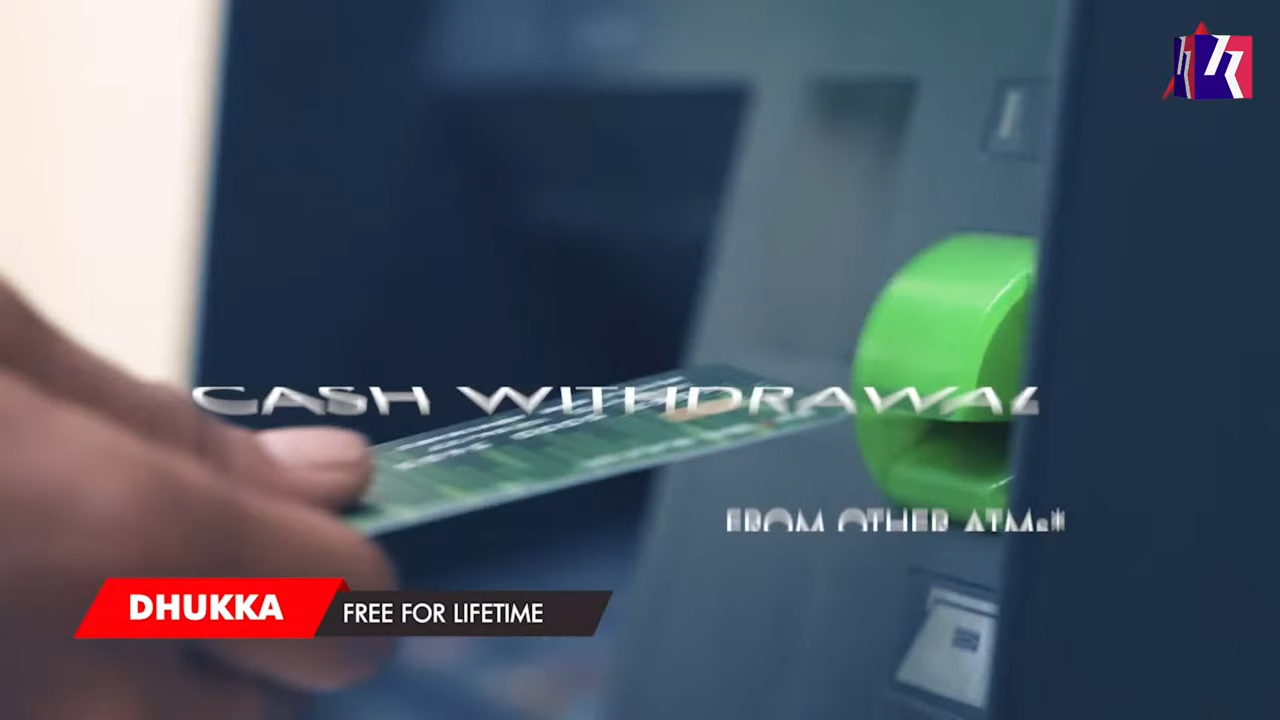 CASH WITHDRAWAL
FROM OTHER ATMs*
DHUKKA
FREE FOR LIFETIME